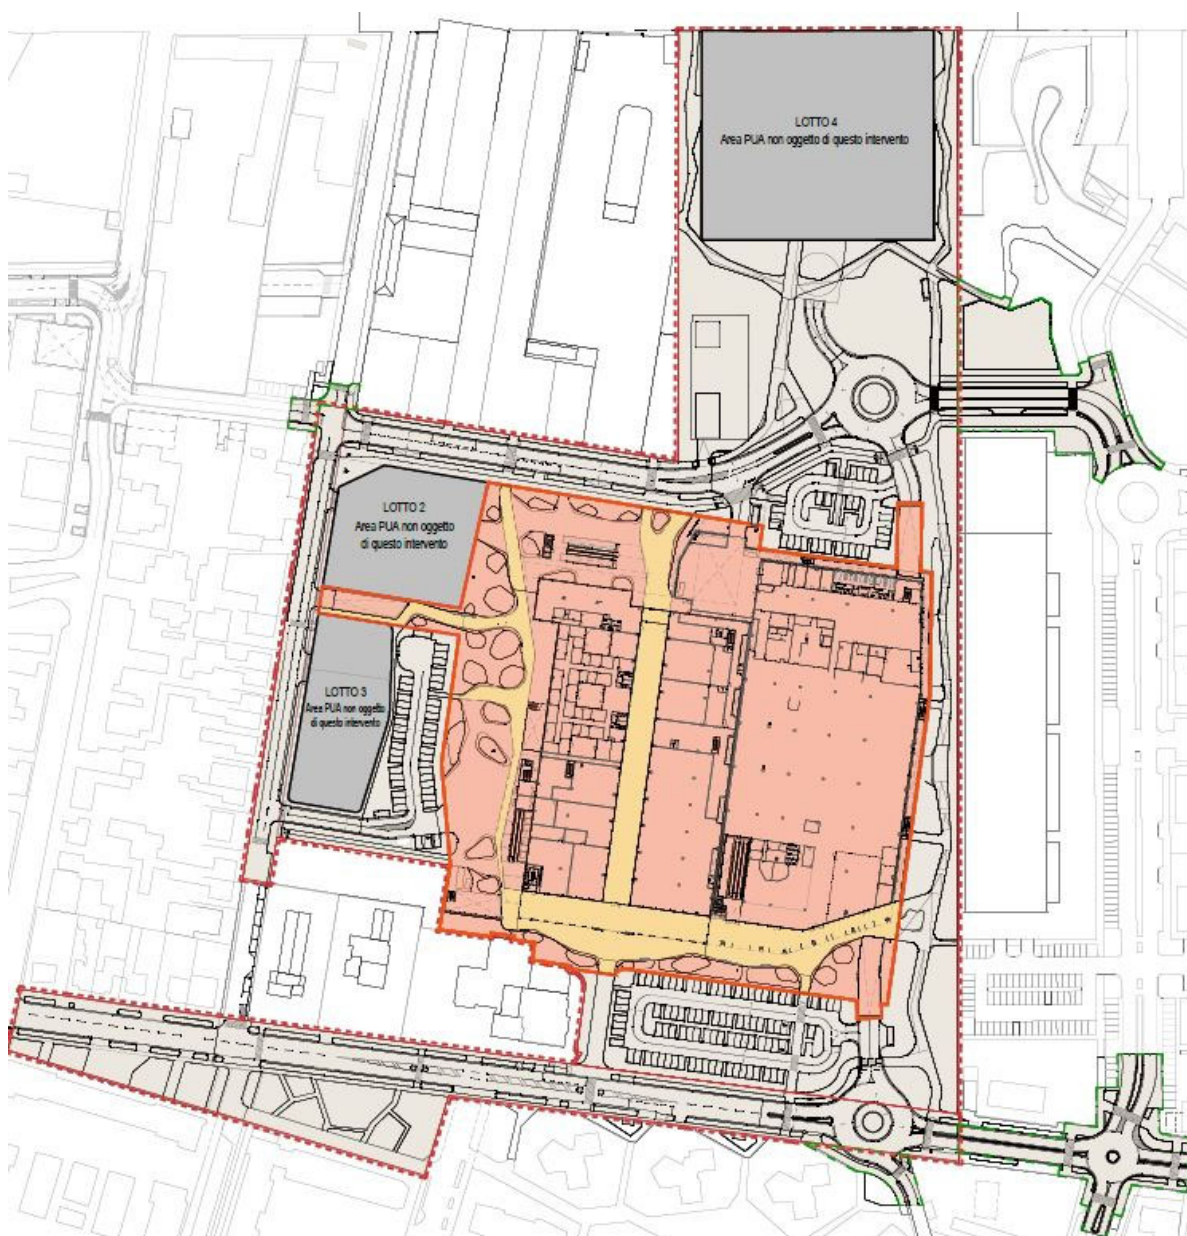 LOTTO 4
Area PUA non oggetto di questo intervento
LOTTO 2
Area PUA non oggetto
di questo intervento
LOTTO 3
Area PUA non oggetto
di questo intervento